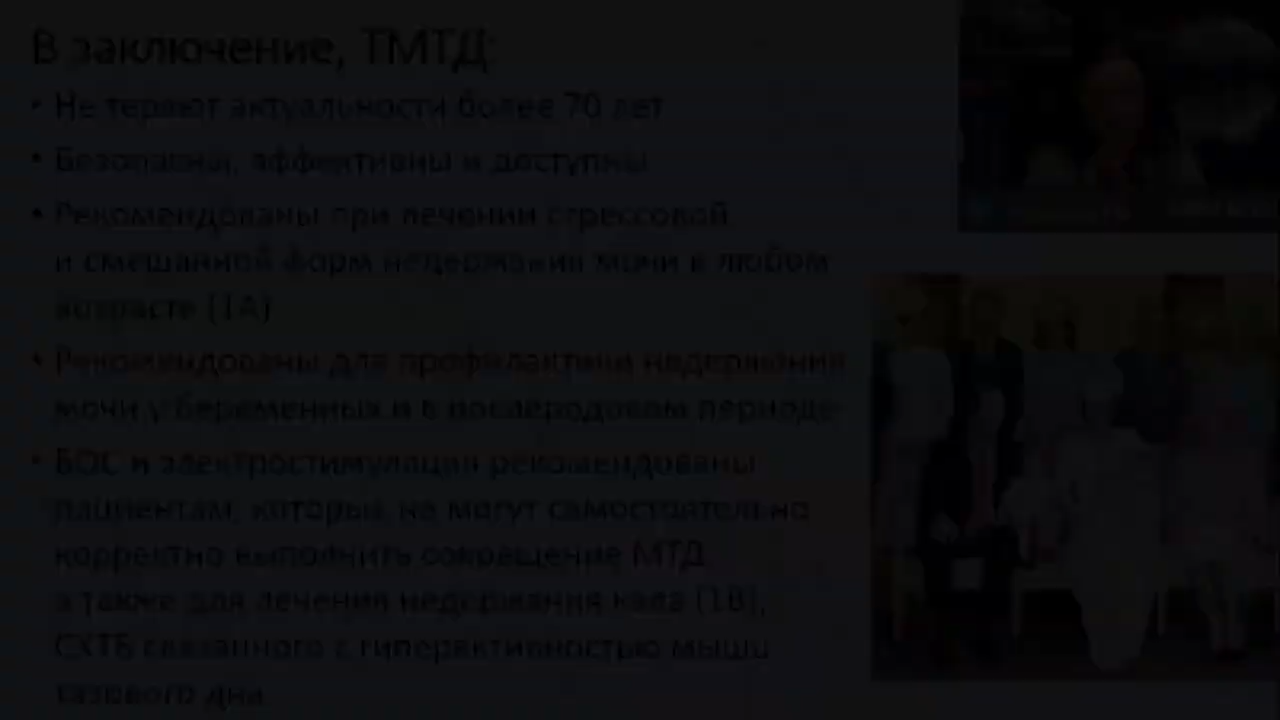 В заключение, ТМТД:
• Не теряют актуальности более 70 лет
• Безопасны, эффективны и доступны
• Рекомендованы при лечении стрессовой
и смешанной форм недержания мочи в любом
возрасте (1А)
• Рекомендованы для профилактики недержания
мочи у беременных и в послеродовом периоде
• БОС и электростимуляция рекомендованы
пациентам, которые не могут самостоятельно
корректно выполнить сокращение МТД,
а также для лечения недержания кала (1В),
СХТБ связанного с гиперактивностью мышц
тазового дна